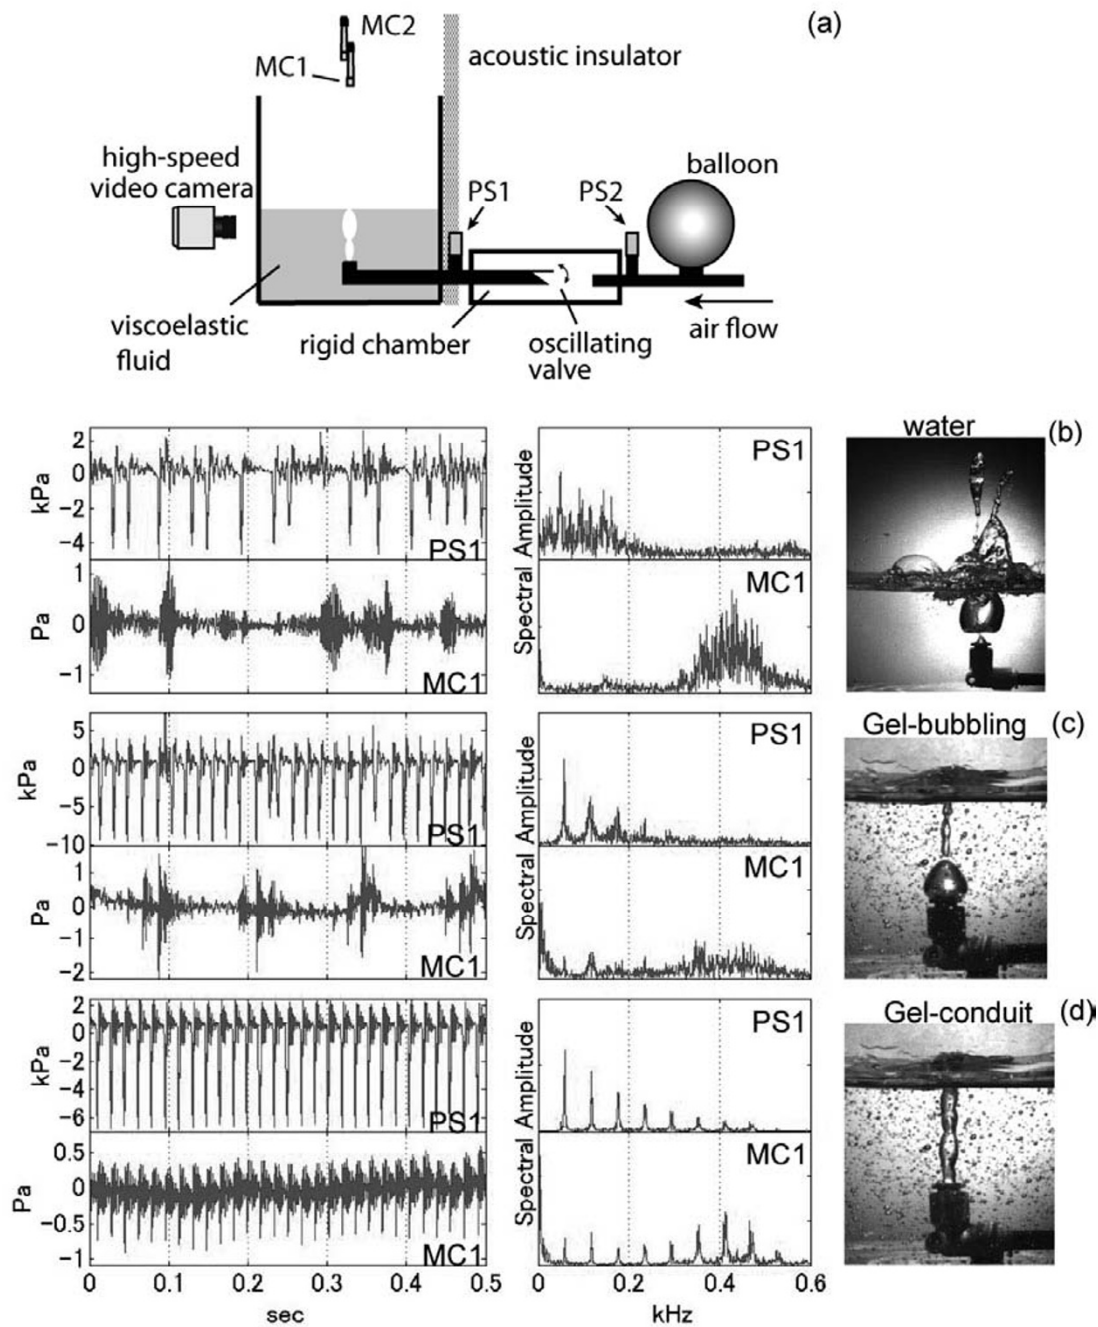 (a)
MC2
MC1
acoustic insulator
high-speed
video camera
balloon
PS1
PS2
viscoelastic
fluid
rigid chamber
oscillating
valve
air flow
water
(b)
kPa
2
0
−2
−4
PS1
Pa
1
0
−1
MC1
Spectral Amplitude
PS1
MC1
Gel-bubbling
(c)
kPa
5
0
−5
−10
PS1
Pa
1
0
−1
−2
MC1
Spectral Amplitude
PS1
MC1
Gel-conduit
(d)
kPa
2
0
−2
−4
−6
PS1
Pa
0.5
0
−0.5
−1
MC1
0 0.1 0.2 0.3 0.4 0.5
sec
Spectral Amplitude
PS1
MC1
0 0.2 0.4 0.6
kHz